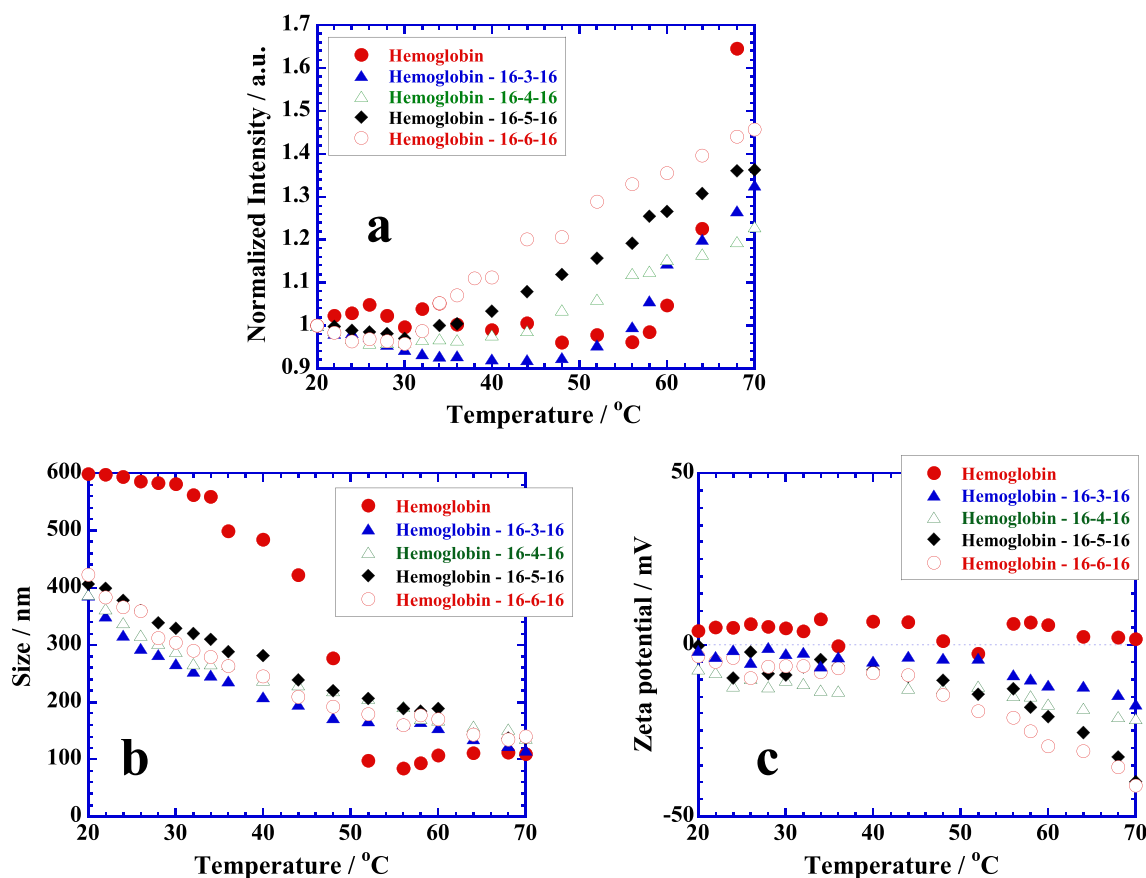 1.7
1.6
1.5
1.4
1.3
1.2
1.1
1
0.9
Normalized Intensity / a.u.
Hemoglobin
Hemoglobin - 16-3-16
Hemoglobin - 16-4-16
Hemoglobin - 16-5-16
Hemoglobin - 16-6-16
a
20 30 40 50 60 70
Temperature / °C
600
500
400
300
200
100
0
Size / nm
Hemoglobin
Hemoglobin - 16-3-16
Hemoglobin - 16-4-16
Hemoglobin - 16-5-16
Hemoglobin - 16-6-16
b
20 30 40 50 60 70
Temperature / °C
50
0
-50
Zeta potential / mV
Hemoglobin
Hemoglobin - 16-3-16
Hemoglobin - 16-4-16
Hemoglobin - 16-5-16
Hemoglobin - 16-6-16
c
20 30 40 50 60 70
Temperature / °C